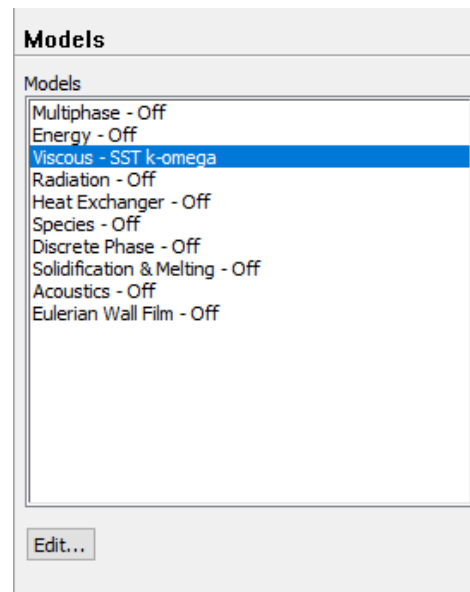 Models
Models
Multiphase - Off
Energy - Off
Viscous - SST k-omega
Radiation - Off
Heat Exchanger - Off
Species - Off
Discrete Phase - Off
Solidification & Melting - Off
Acoustics - Off
Eulerian Wall Film - Off
Edit...